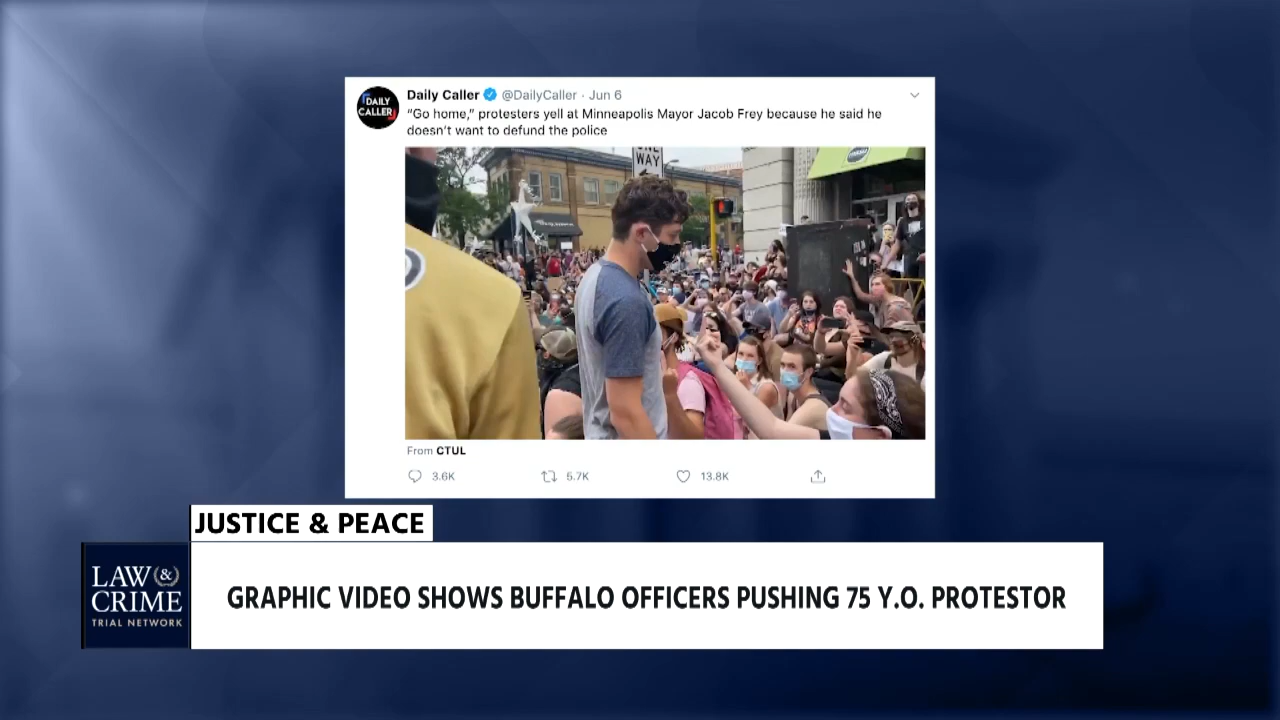 DAILY
CALLER
Daily Caller @DailyCaller · Jun 6
“Go home,” protesters yell at Minneapolis Mayor Jacob Frey because he said he
doesn’t want to defund the police
ONE
WAY
From CTUL
3.6K 5.7K 13.8K
JUSTICE & PEACE
LAW &
CRIME
TRIAL NETWORK
GRAPHIC VIDEO SHOWS BUFFALO OFFICERS PUSHING 75 Y.O. PROTESTOR